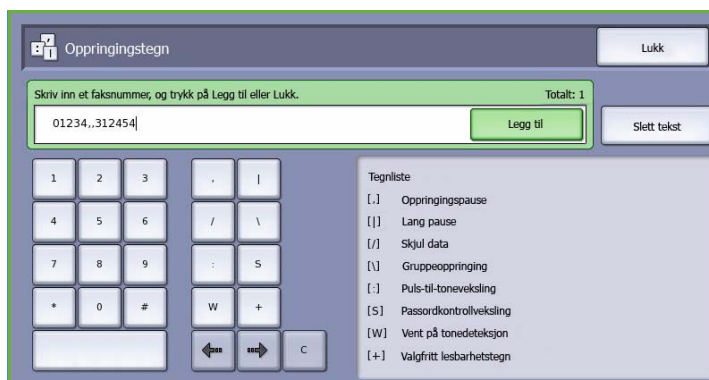 Oppringingstegn
Lukk
Skriv inn et faksnummer, og trykk på Legg til eller Lukk.
Totalt: 1
01234,,312454
Legg til
Slett tekst
1 2 3 , |
4 5 6 / \
7 8 9 : S
* 0 # W +
C
Tegnliste
[,] Oppringingspause
[|] Lang pause
[/] Skjul data
[\] Gruppeoppringing
[:] Puls-til-toneveksling
[S] Passordkontrollveksling
[W] Vent på tonedeteksjon
[+] Valgfritt lesbarhetstegn